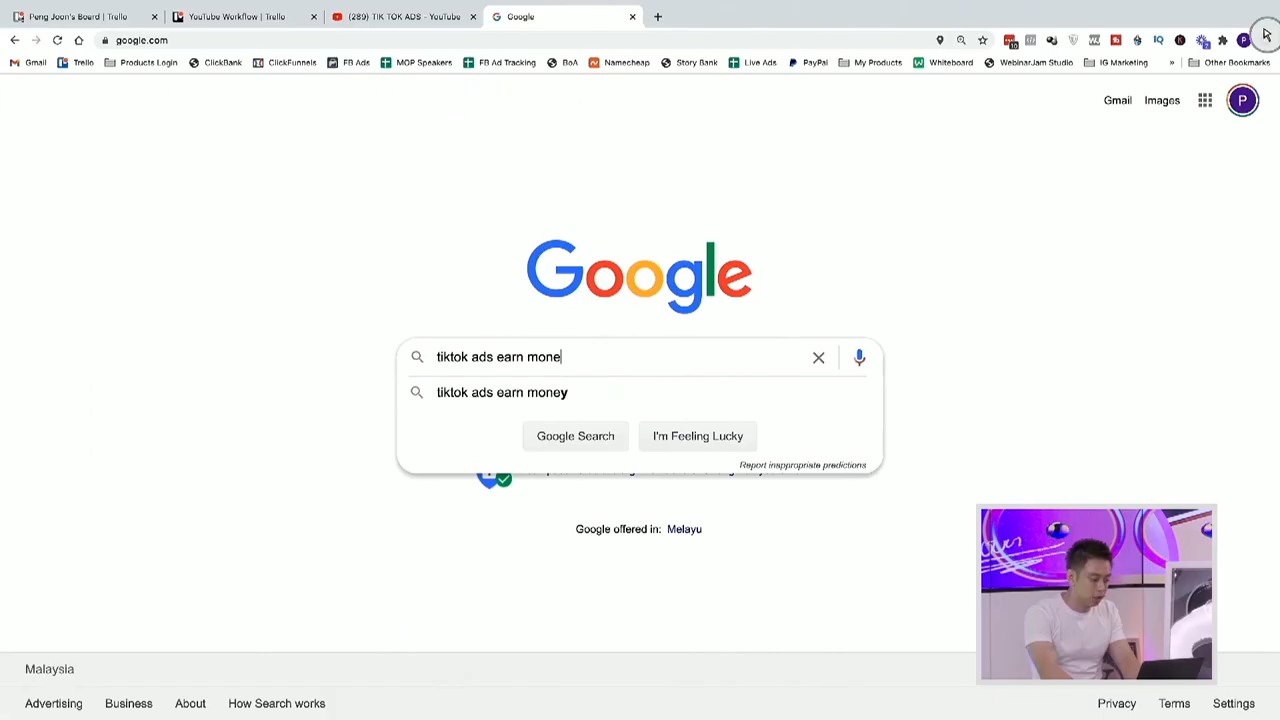 Peng Joon's Board | Trello
YouTube Workflow | Trello
(289) TIK TOK ADS - YouTube
Google
google.com
Gmail
Trello
Products Login
ClickBank
ClickFunnels
FB Ads
MOP Speakers
FB Ad Tracking
BoA
Namecheap
Story Bank
Live Ads
PayPal
My Products
Whiteboard
WebinarJam Studio
IG Marketing
»
Other Bookmarks
Gmail
Images
P
Google
tiktok ads earn mone
tiktok ads earn money
Google Search
I'm Feeling Lucky
Report inappropriate predictions
Google offered in: Melayu
Malaysia
Advertising
Business
About
How Search works
Privacy
Terms
Settings